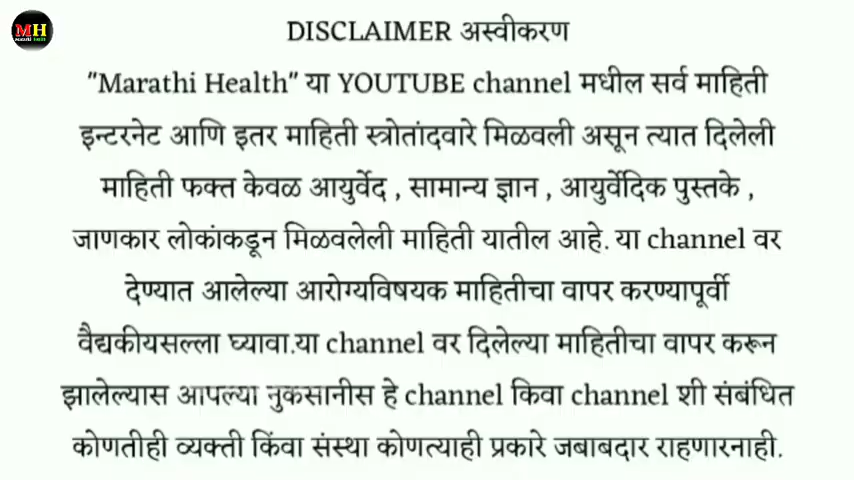 MH
DISCLAIMER अस्वीकरण
"Marathi Health" या YOUTUBE channel मधील सर्व माहिती
इन्टरनेट आणि इतर माहिती स्त्रोतांदवारे मिळवली असून त्यात दिलेली
माहिती फक्त केवळ आयुर्वेद , सामान्य ज्ञान , आयुर्वेदिक पुस्तके ,
जाणकार लोकांकडून मिळवलेली माहिती यातील आहे. या channel वर
देण्यात आलेल्या आरोग्यविषयक माहितीचा वापर करण्यापूर्वी
वैद्यकीयसल्ला घ्यावा.या channel वर दिलेल्या माहितीचा वापर करून
झालेल्यास आपल्या नुकसानीस हे channel किवा channel शी संबंधित
कोणतीही व्यक्ती किंवा संस्था कोणत्याही प्रकारे जबाबदार राहणारनाही.